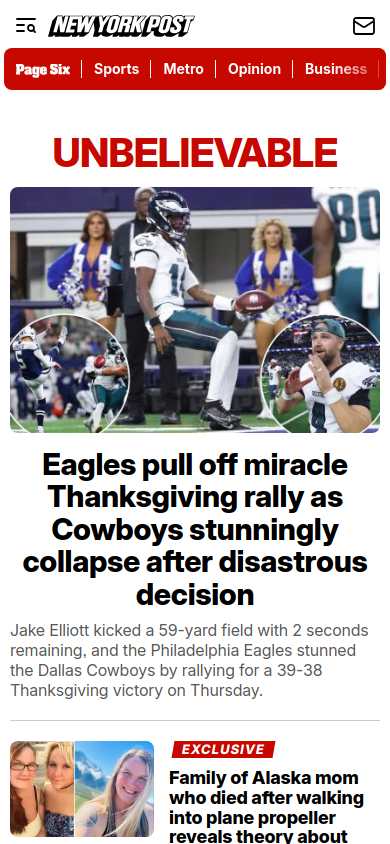 NEW YORK POST
Page Six
Sports
Metro
Opinion
Business
UNBELIEVABLE
80
Eagles pull off miracle
Thanksgiving rally as
Cowboys stunningly
collapse after disastrous
decision
Jake Elliott kicked a 59-yard field with 2 seconds
remaining, and the Philadelphia Eagles stunned
the Dallas Cowboys by rallying for a 39-38
Thanksgiving victory on Thursday.
EXCLUSIVE
Family of Alaska mom
who died after walking
into plane propeller
reveals theory about